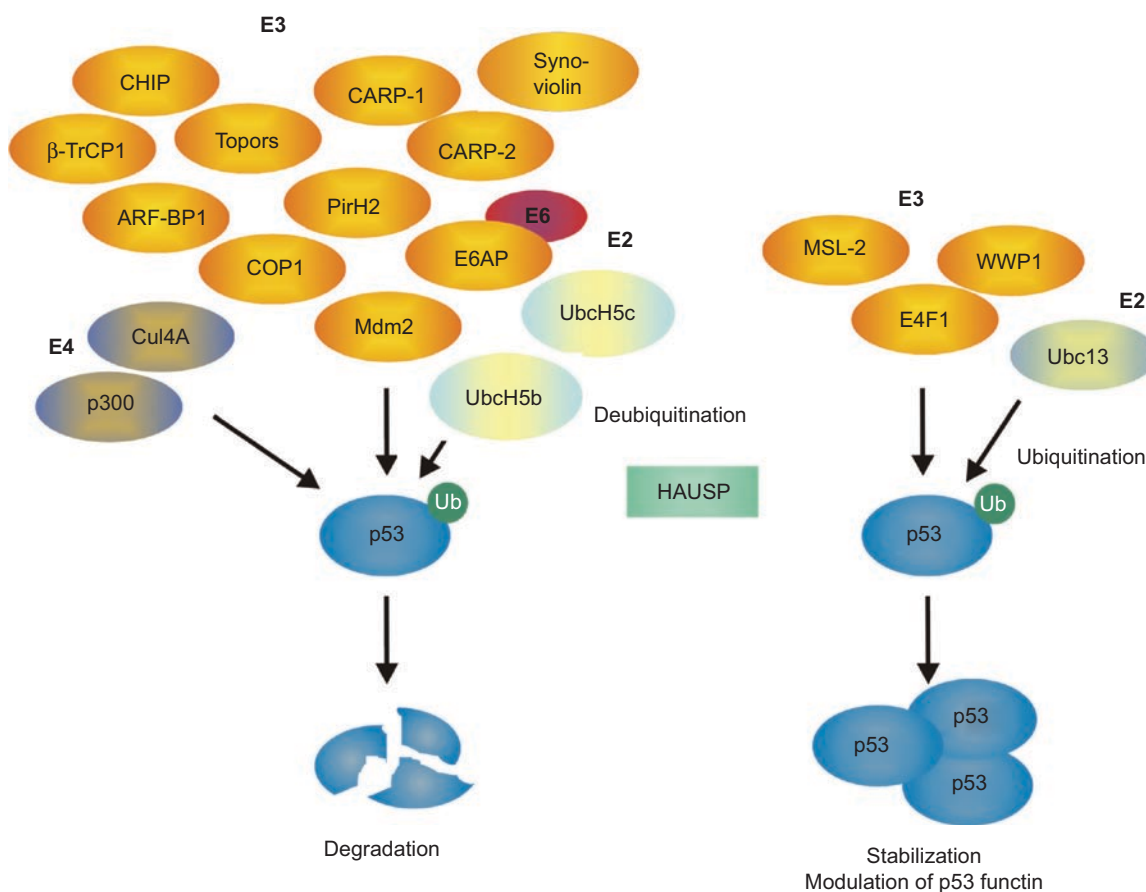 E3
CHIP
CARP-1
Syno-
violin
β-TrCP1
Topors
CARP-2
ARF-BP1
PirH2
E6
COP1
E6AP
E2
UbcH5c
Cul4A
E4
p300
Mdm2
UbcH5b
Deubiquitination
HAUSP
Ub
p53
Degradation
E3
MSL-2
WWP1
E4F1
E2
Ubc13
Ubiquitination
Ub
p53
p53
p53
p53
Stabilization
Modulation of p53 functin